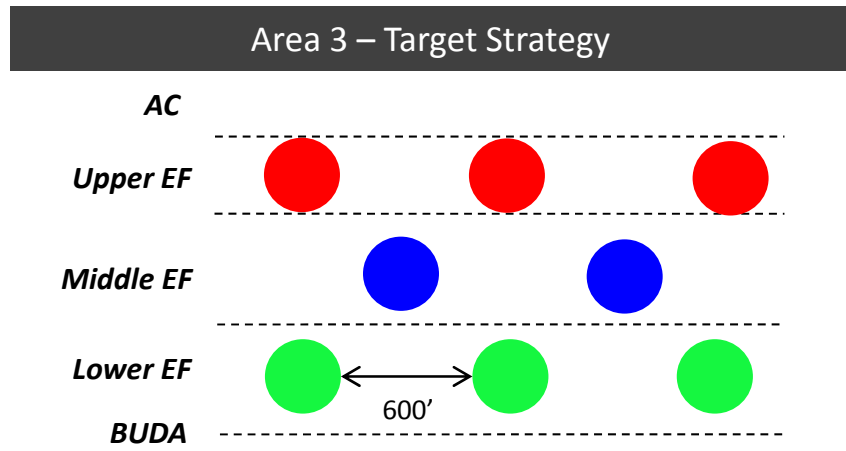 Area 3 – Target Strategy
AC
Upper EF
Middle EF
Lower EF
600’
BUDA